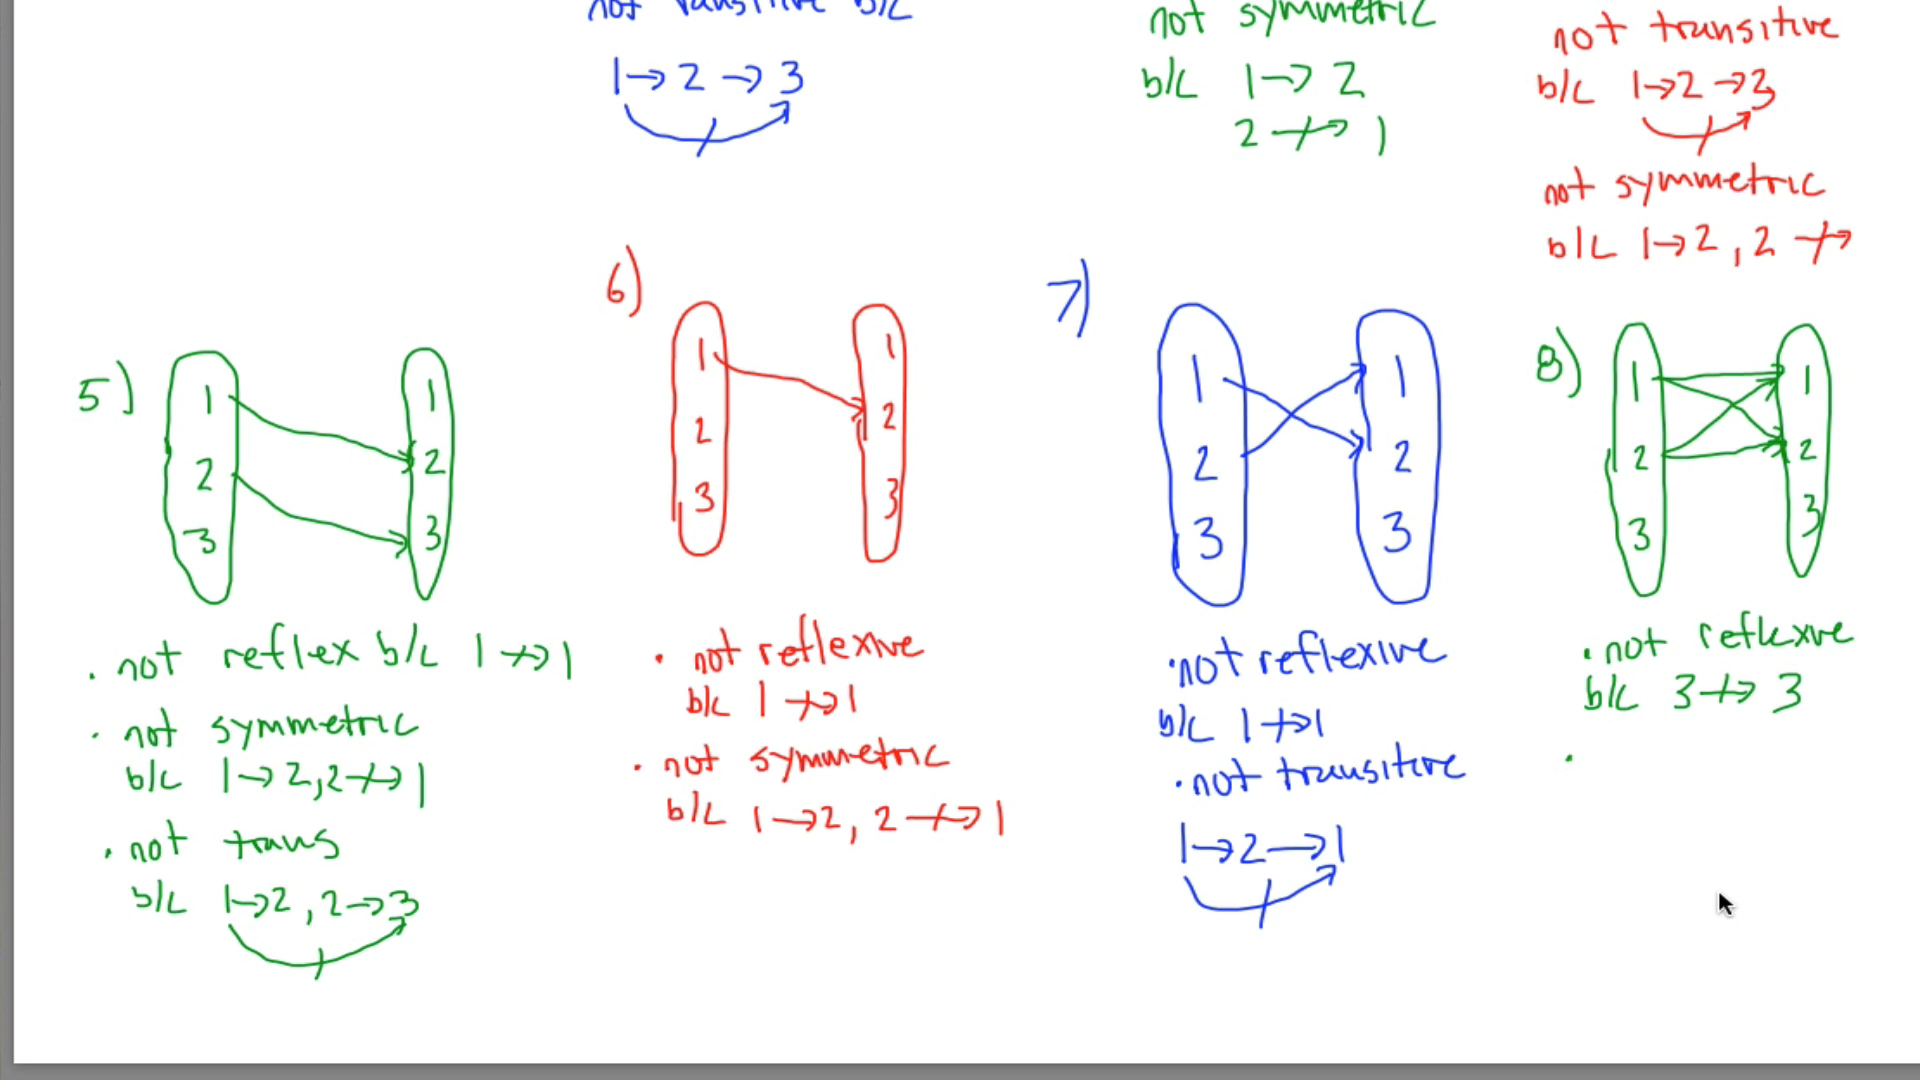 not transitive b/c
1→2→3
not symmetric
b/c 1→2
2↛1
not transitive
b/c 1→2→3
not symmetric
b/c 1→2, 2↛
5)
1 1
2 2
3 3
· not reflex b/c 1↛1
· not symmetric
b/c 1→2, 2↛1
· not trans
b/c 1→2, 2→3
6)
1 1
2 2
3 3
· not reflexive
b/c 1↛1
· not symmetric
b/c 1→2, 2↛1
7)
1 1
2 2
3 3
· not reflexive
b/c 1↛1
· not transitive
1→2→1
8)
1 1
2 2
3 3
· not reflexive
b/c 3↛3
·